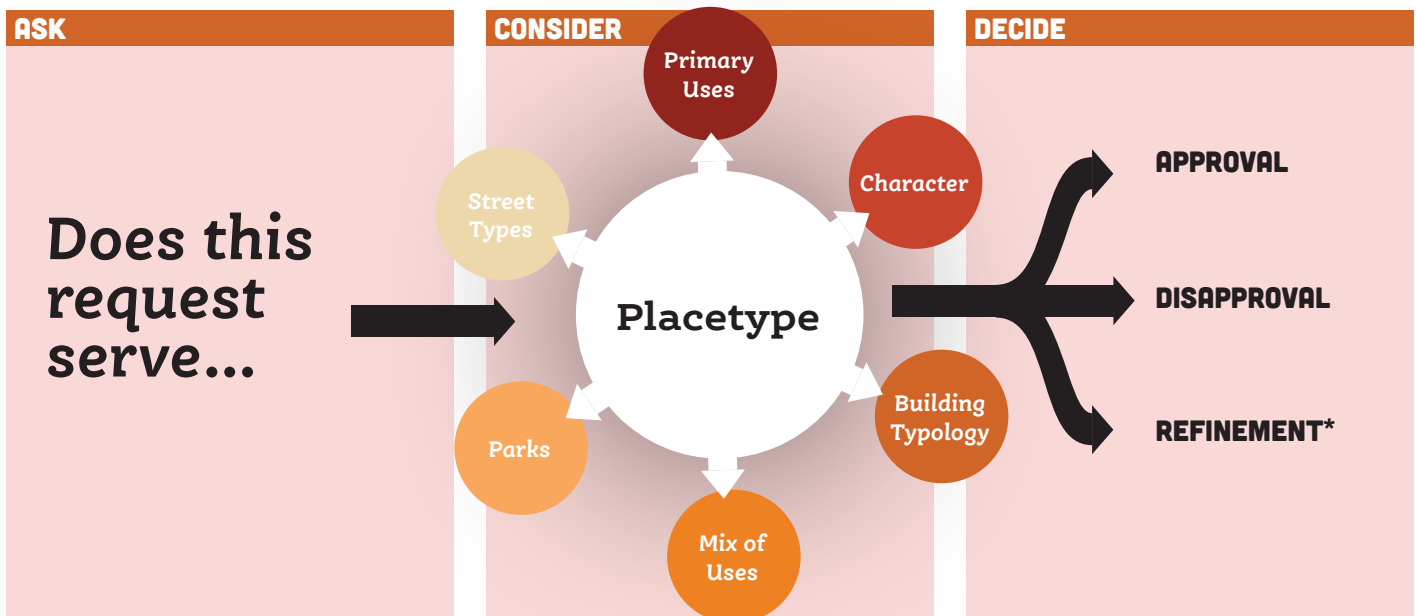 ASK
Does this
request
serve...
CONSIDER
Primary
Uses
Character
Street
Types
Placetype
Building
Typology
Parks
Mix of
Uses
DECIDE
APPROVAL
DISAPPROVAL
REFINEMENT*